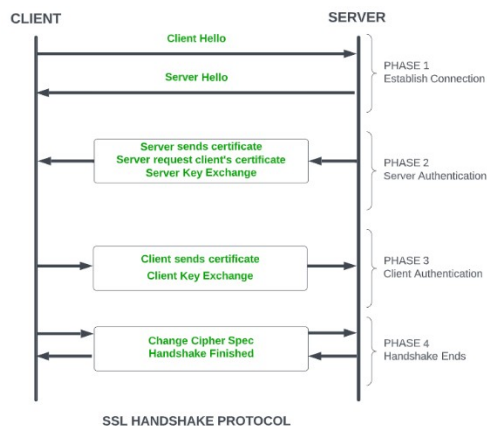 CLIENT
SERVER
Client Hello
Server Hello
PHASE 1
Establish Connection
Server sends certificate
Server request client's certificate
Server Key Exchange
PHASE 2
Server Authentication
Client sends certificate
Client Key Exchange
PHASE 3
Client Authentication
Change Cipher Spec
Handshake Finished
PHASE 4
Handshake Ends
SSL HANDSHAKE PROTOCOL